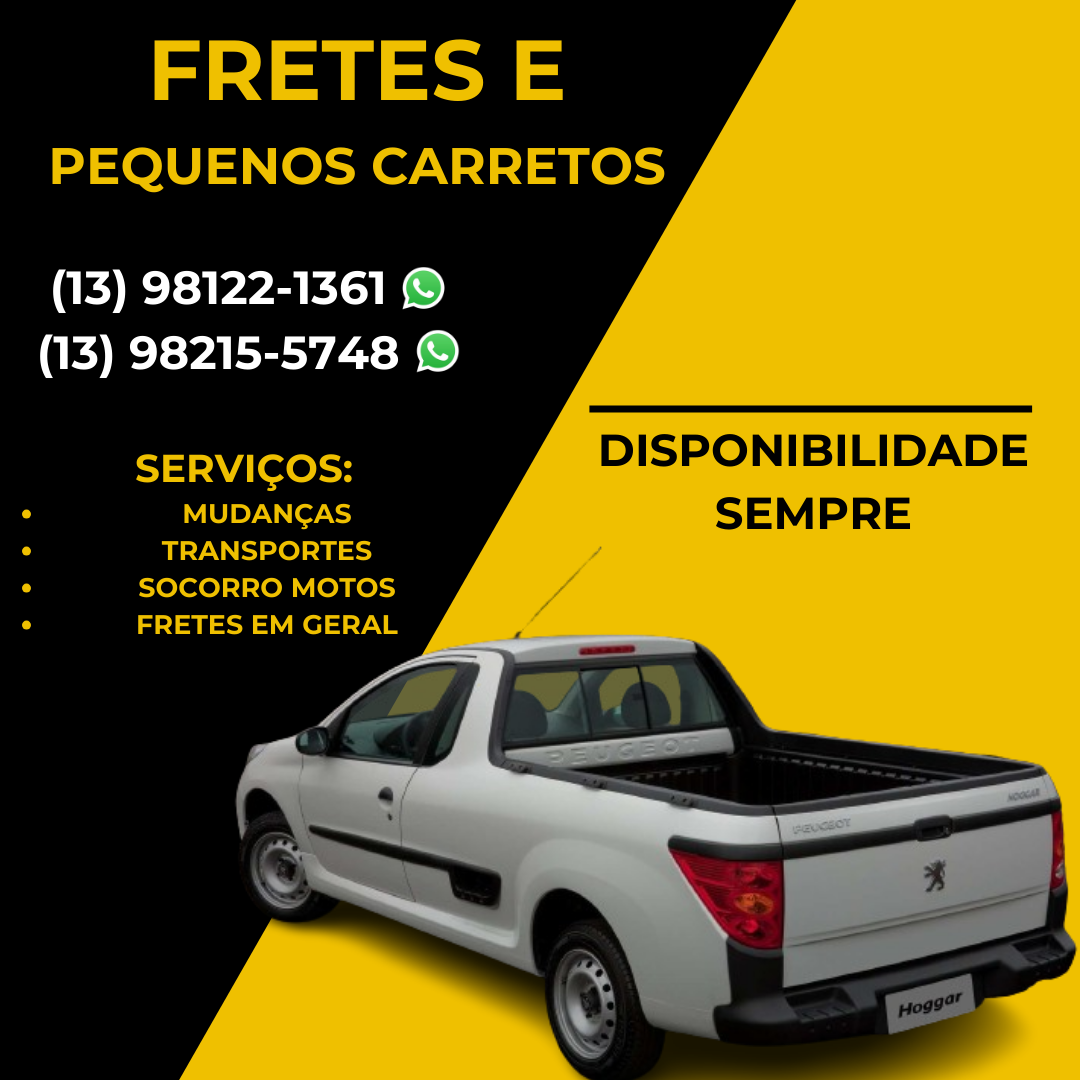 FRETES E
PEQUENOS CARRETOS
(13) 98122-1361
(13) 98215-5748
SERVIÇOS:
• MUDANÇAS
• TRANSPORTES
• SOCORRO MOTOS
• FRETES EM GERAL
DISPONIBILIDADE
SEMPRE
PEUGEOT
PEUGEOT
HOGGAR
Hoggar